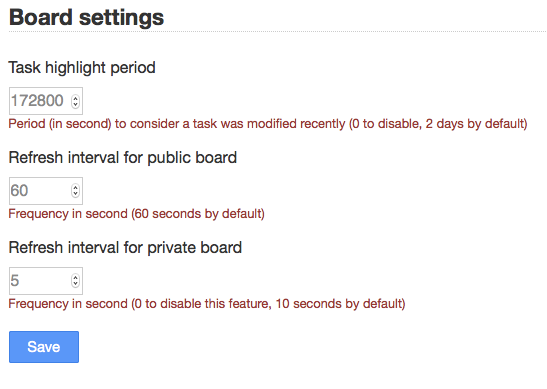 Board settings
Task highlight period
172800
Period (in second) to consider a task was modified recently (0 to disable, 2 days by default)
Refresh interval for public board
60
Frequency in second (60 seconds by default)
Refresh interval for private board
5
Frequency in second (0 to disable this feature, 10 seconds by default)
Save